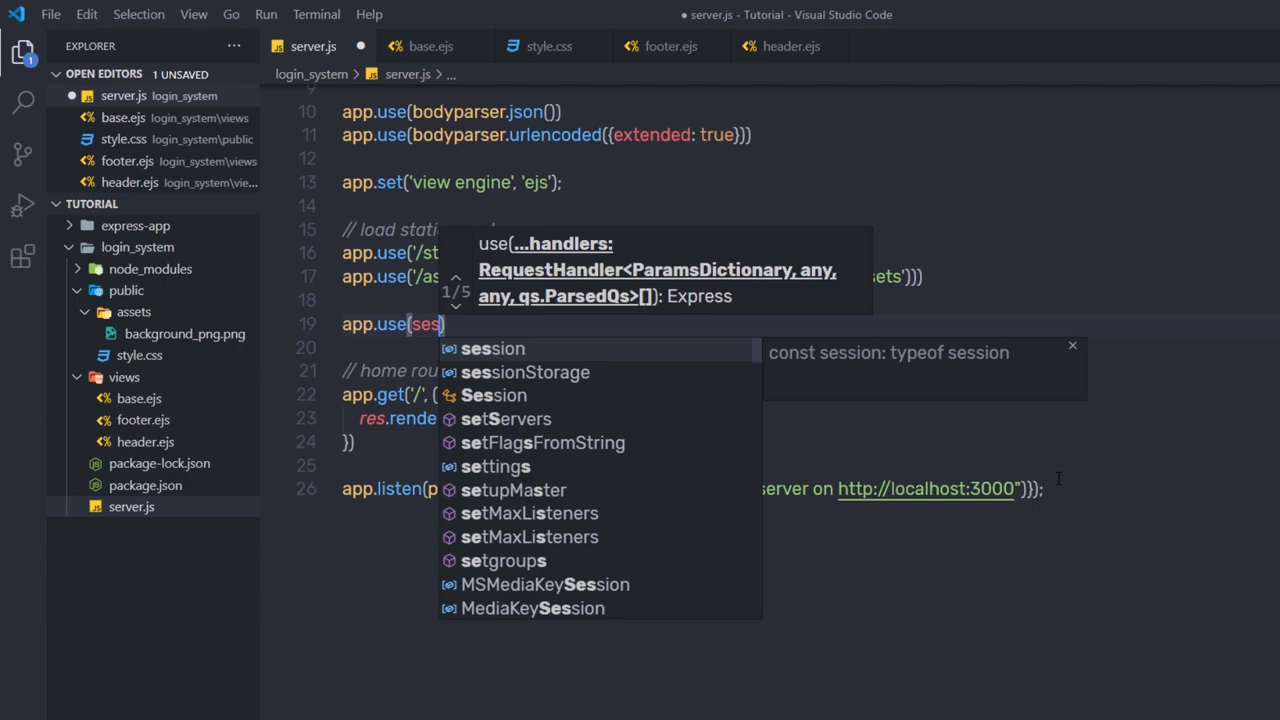 File Edit Selection View Go Run Terminal Help
● server.js - Tutorial - Visual Studio Code
EXPLORER ...
server.js
base.ejs
style.css
footer.ejs
header.ejs
OPEN EDITORS 1 UNSAVED
login_system > server.js > ...
server.js login_system
base.ejs login_system\views
style.css login_system\public
footer.ejs login_system\views
header.ejs login_system\vie...
TUTORIAL
express-app
login_system
node_modules
public
assets
background_png.png
style.css
views
base.ejs
footer.ejs
header.ejs
package-lock.json
package.json
server.js
1
9
10 app.use(bodyparser.json())
11 app.use(bodyparser.urlencoded({extended: true}))
12
13 app.set('view engine', 'ejs');
14
15 // load stati
16 app.use('/st
17 app.use('/as sets')))
18
19 app.use(ses)
20
21 // home rou
22 app.get('/', (
23 res.rende
24 })
25
26 app.listen(p server on http://localhost:3000")});
use(...handlers:
RequestHandler<ParamsDictionary, any,
any, qs.ParsedQs>[]): Express
1/5
session
sessionStorage
Session
setServers
setFlagsFromString
settings
setupMaster
setMaxListeners
setMaxListeners
setgroups
MSMediaKeySession
MediaKeySession
const session: typeof session